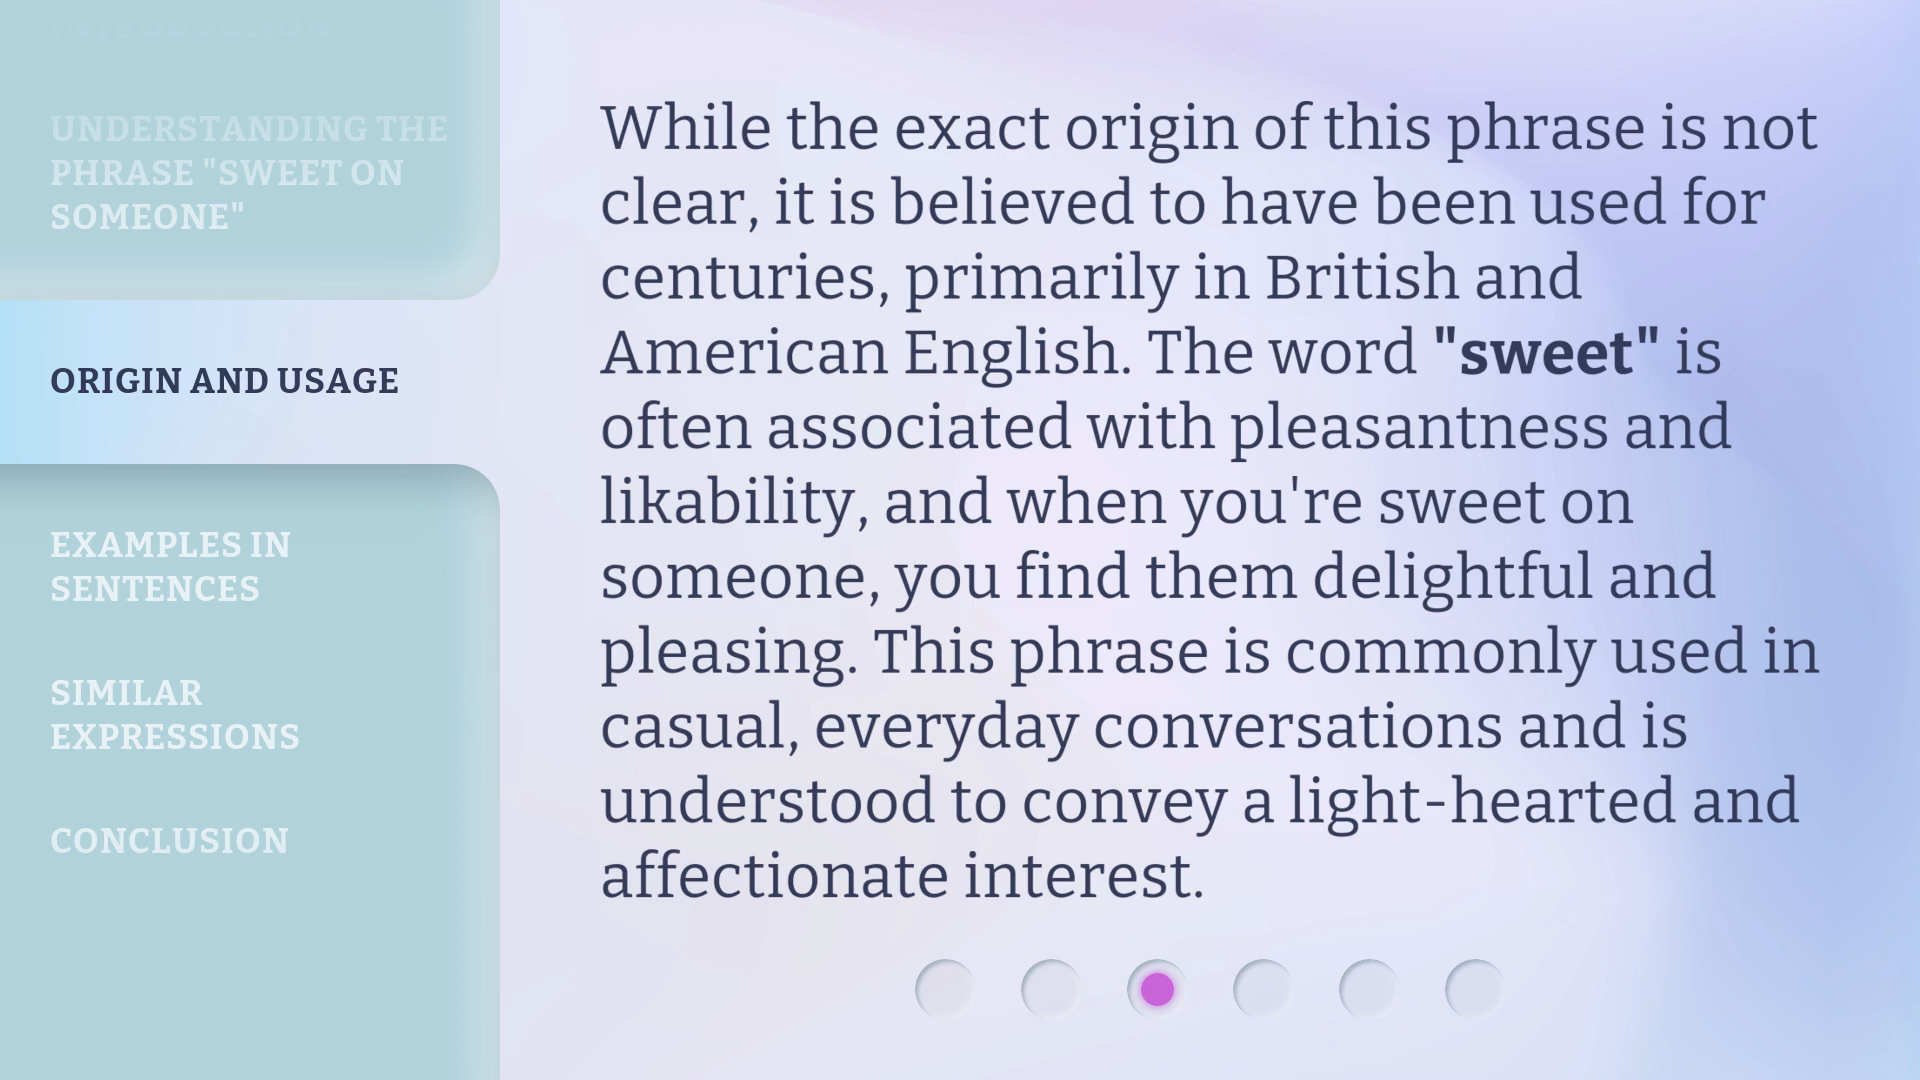 UNDERSTANDING THE
PHRASE "SWEET ON
SOMEONE"
ORIGIN AND USAGE
EXAMPLES IN
SENTENCES
SIMILAR
EXPRESSIONS
CONCLUSION
While the exact origin of this phrase is not
clear, it is believed to have been used for
centuries, primarily in British and
American English. The word "sweet" is
often associated with pleasantness and
likability, and when you're sweet on
someone, you find them delightful and
pleasing. This phrase is commonly used in
casual, everyday conversations and is
understood to convey a light-hearted and
affectionate interest.